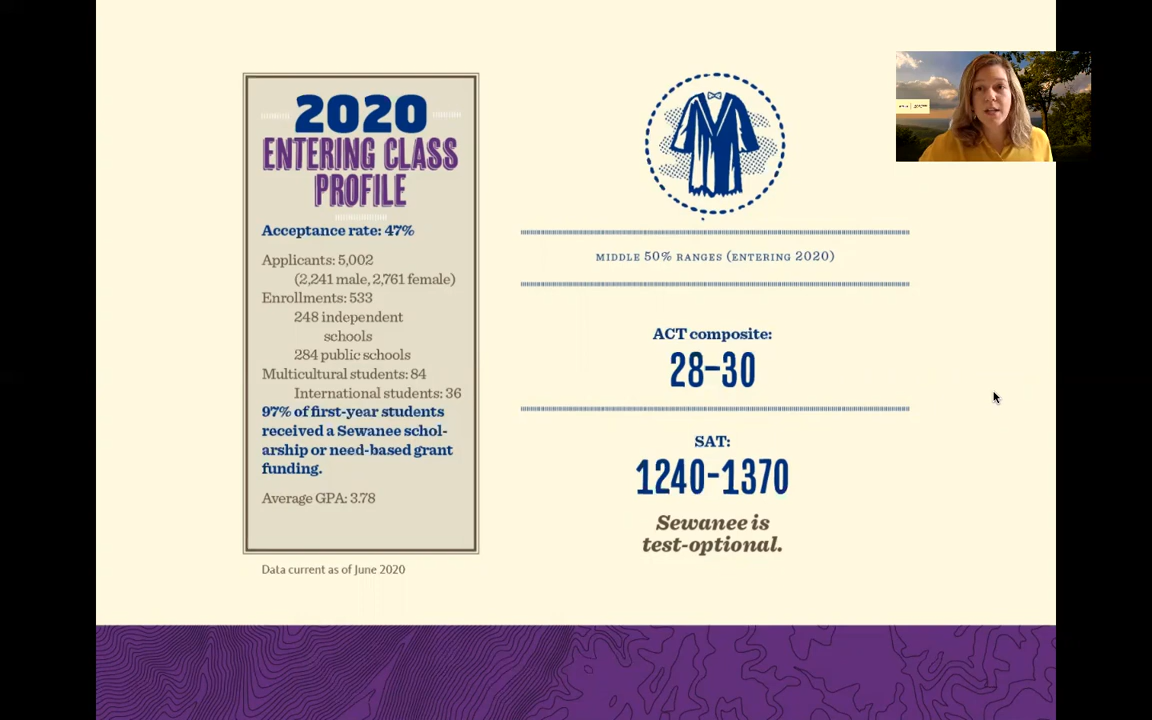 2020
ENTERING CLASS
PROFILE
Acceptance rate: 47%
Applicants: 5,002
(2,241 male, 2,761 female)
Enrollments: 533
248 independent
schools
284 public schools
Multicultural students: 84
International students: 36
97% of first-year students
received a Sewanee schol-
arship or need-based grant
funding.
Average GPA: 3.78
Data current as of June 2020
MIDDLE 50% RANGES (ENTERING 2020)
ACT composite:
28–30
SAT:
1240–1370
Sewanee is
test-optional.